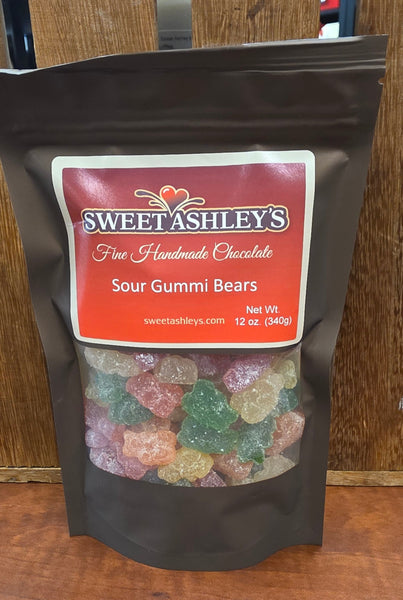 SWEET ASHLEY'S
Fine Handmade Chocolate
Sour Gummi Bears
Net Wt.
sweetashleys.com 12 oz. (340g)